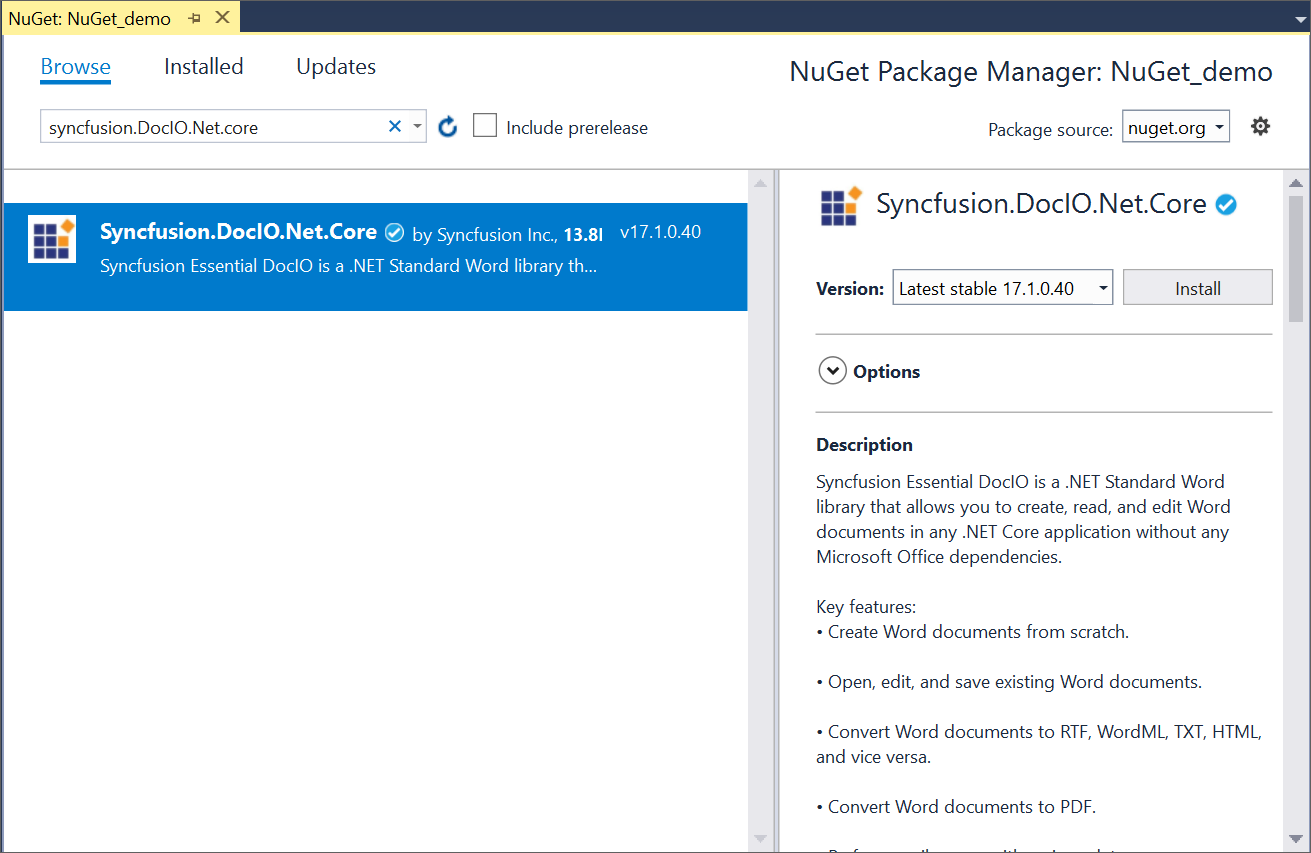 NuGet: NuGet_demo
Browse Installed Updates
NuGet Package Manager: NuGet_demo
syncfusion.DocIO.Net.core
Include prerelease
Package source: nuget.org
Syncfusion.DocIO.Net.Core by Syncfusion Inc., 13.8 v17.1.0.40
Syncfusion Essential DocIO is a .NET Standard Word library th...
Syncfusion.DocIO.Net.Core
Version: Latest stable 17.1.0.40 Install
Options
Description
Syncfusion Essential DocIO is a .NET Standard Word
library that allows you to create, read, and edit Word
documents in any .NET Core application without any
Microsoft Office dependencies.
Key features:
• Create Word documents from scratch.
• Open, edit, and save existing Word documents.
• Convert Word documents to RTF, WordML, TXT, HTML,
and vice versa.
• Convert Word documents to PDF.